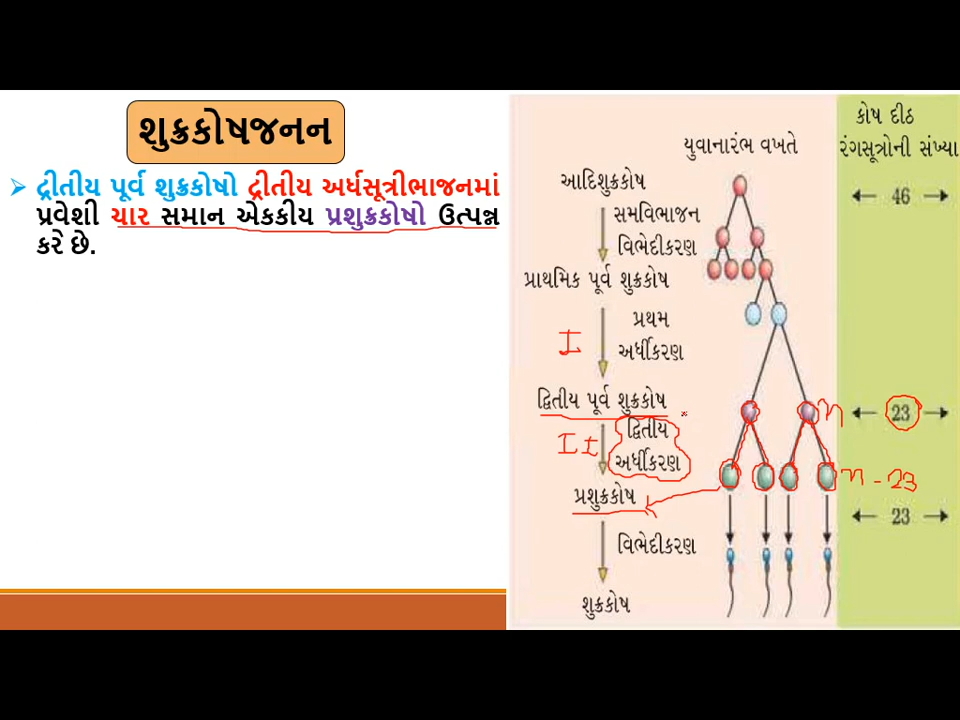 શુક્રકોષજનન
➢ દ્વીતીય પૂર્વ શુક્રકોષો દ્વીતીય અર્ધસૂત્રીભાજનમાં
પ્રવેશી ચાર સમાન એકકીય પ્રશુક્રકોષો ઉત્પન્ન
કરે છે.
કોષ દીઠ
રંગસૂત્રોની સંખ્યા
યુવાનારંભ વખતે
આદિશુક્રકોષ
46
સમવિભાજન
વિભેદીકરણ
પ્રાથમિક પૂર્વ શુક્રકોષ
I
પ્રથમ
અર્ધીકરણ
દ્વિતીય પૂર્વ શુક્રકોષ
n
23
II
દ્વિતીય
અર્ધીકરણ
n - 23
પ્રશુક્રકોષ
23
વિભેદીકરણ
શુક્રકોષ